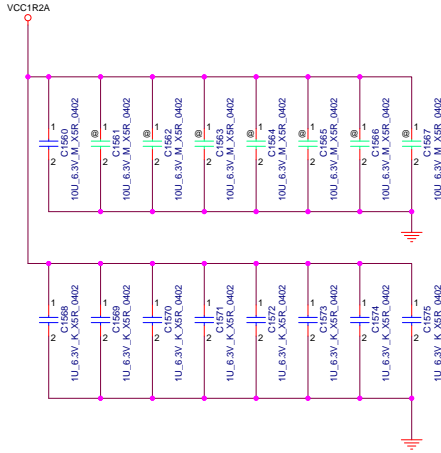 VCC1R2A
1
2
C1560
10U_6.3V_M_X5R_0402
@
1
2
C1561
10U_6.3V_M_X5R_0402
@
1
2
C1562
10U_6.3V_M_X5R_0402
@
1
2
C1563
10U_6.3V_M_X5R_0402
@
1
2
C1564
10U_6.3V_M_X5R_0402
@
1
2
C1565
10U_6.3V_M_X5R_0402
@
1
2
C1566
10U_6.3V_M_X5R_0402
@
1
2
C1567
10U_6.3V_M_X5R_0402
1
2
C1568
1U_6.3V_K_X5R_0402
1
2
C1569
1U_6.3V_K_X5R_0402
1
2
C1570
1U_6.3V_K_X5R_0402
1
2
C1571
1U_6.3V_K_X5R_0402
1
2
C1572
1U_6.3V_K_X5R_0402
1
2
C1573
1U_6.3V_K_X5R_0402
1
2
C1574
1U_6.3V_K_X5R_0402
1
2
C1575
1U_6.3V_K_X5R_0402